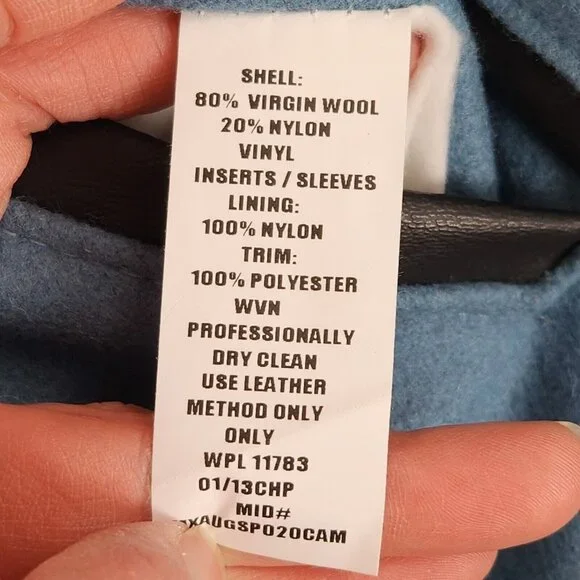 SHELL:
80% VIRGIN WOOL
20% NYLON
VINYL
INSERTS / SLEEVES
LINING:
100% NYLON
TRIM:
100% POLYESTER
WVN
PROFESSIONALLY
DRY CLEAN
USE LEATHER
METHOD ONLY
ONLY
WPL 11783
01/13CHP
MID#